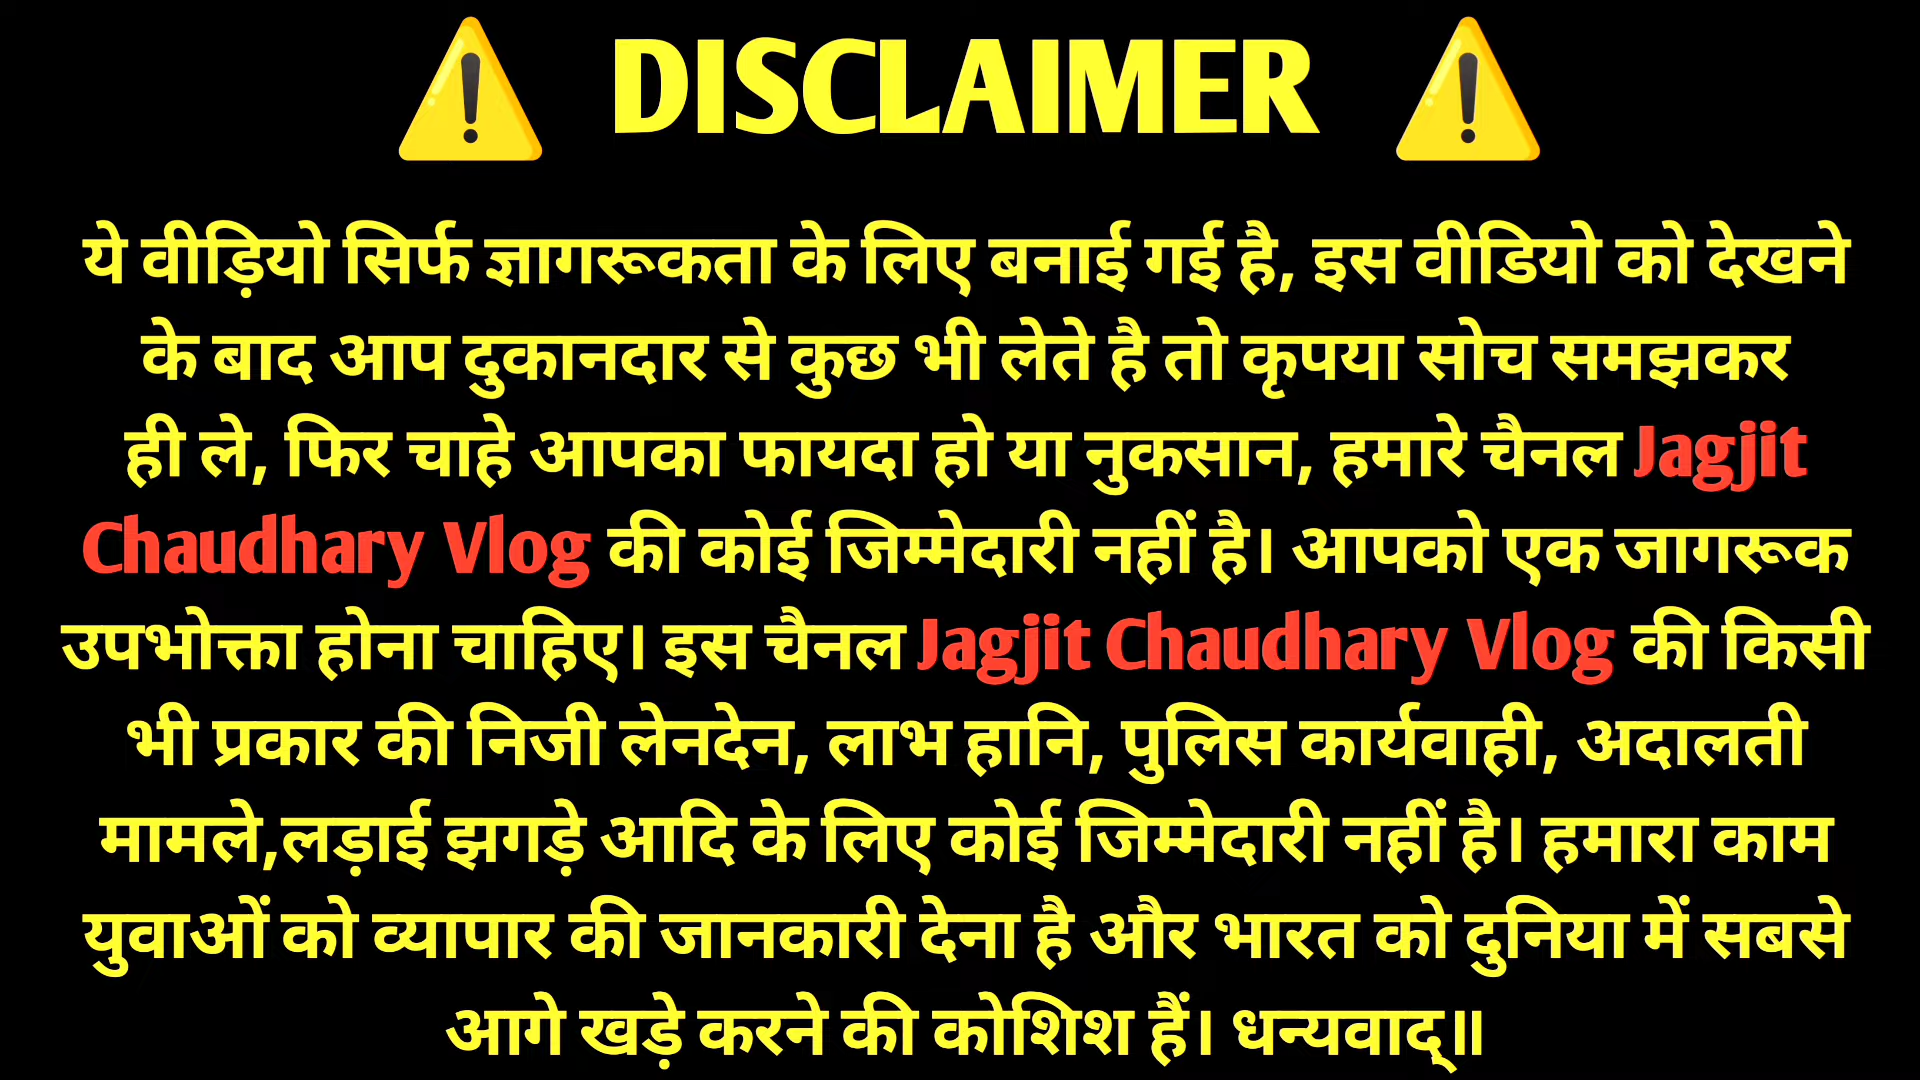 ⚠️ DISCLAIMER ⚠️
ये वीड़ियो सिर्फ ज्ञागरूकता के लिए बनाई गई है, इस वीडियो को देखने
के बाद आप दुकानदार से कुछ भी लेते है तो कृपया सोच समझकर
ही ले, फिर चाहे आपका फायदा हो या नुकसान, हमारे चैनल Jagjit
Chaudhary Vlog की कोई जिम्मेदारी नहीं है। आपको एक जागरूक
उपभोक्ता होना चाहिए। इस चैनल Jagjit Chaudhary Vlog की किसी
भी प्रकार की निजी लेनदेन, लाभ हानि, पुलिस कार्यवाही, अदालती
मामले,लड़ाई झगड़े आदि के लिए कोई जिम्मेदारी नहीं है। हमारा काम
युवाओं को व्यापार की जानकारी देना है और भारत को दुनिया में सबसे
आगे खड़े करने की कोशिश हैं। धन्यवाद्॥